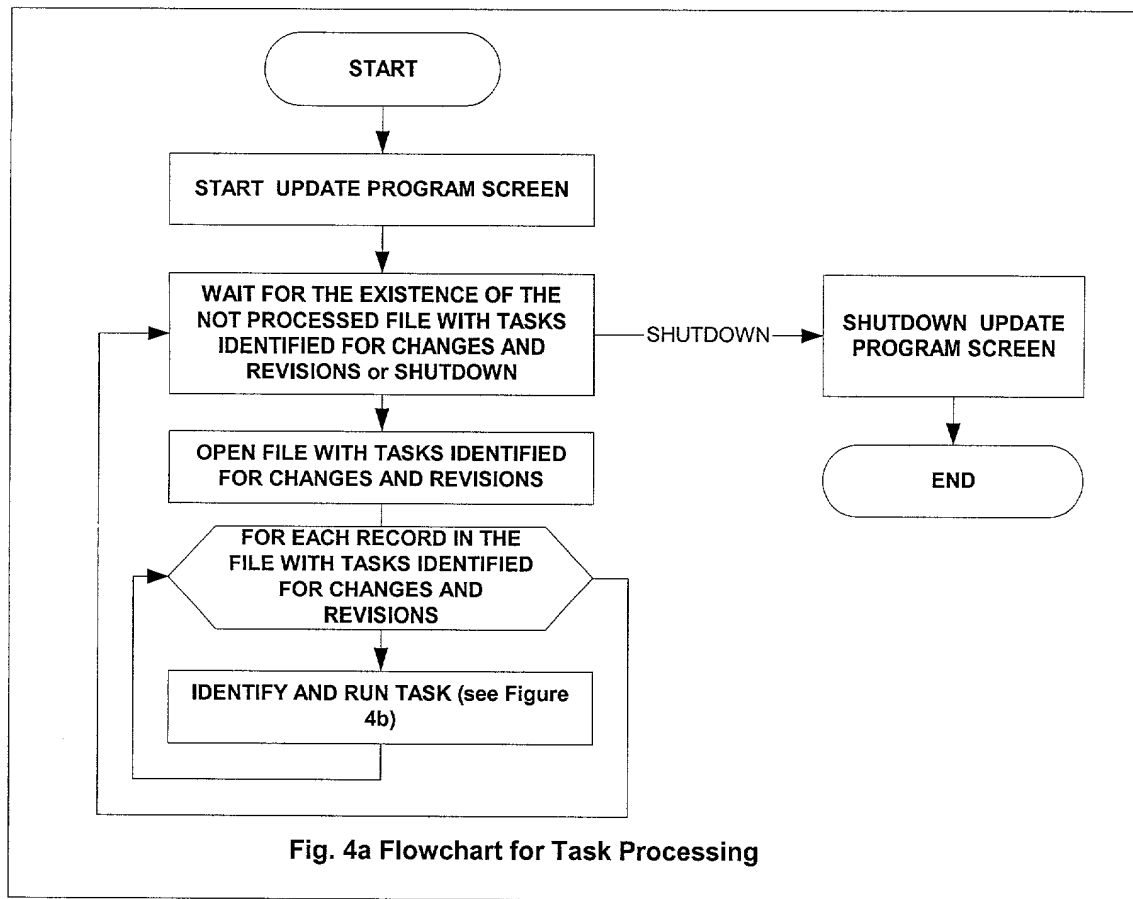 START
START UPDATE PROGRAM SCREEN
WAIT FOR THE EXISTENCE OF THE
NOT PROCESSED FILE WITH TASKS
IDENTIFIED FOR CHANGES AND
REVISIONS or SHUTDOWN
SHUTDOWN
SHUTDOWN UPDATE
PROGRAM SCREEN
END
OPEN FILE WITH TASKS IDENTIFIED
FOR CHANGES AND REVISIONS
FOR EACH RECORD IN THE
FILE WITH TASKS IDENTIFIED
FOR CHANGES AND
REVISIONS
IDENTIFY AND RUN TASK (see Figure
4b)
Fig. 4a Flowchart for Task Processing